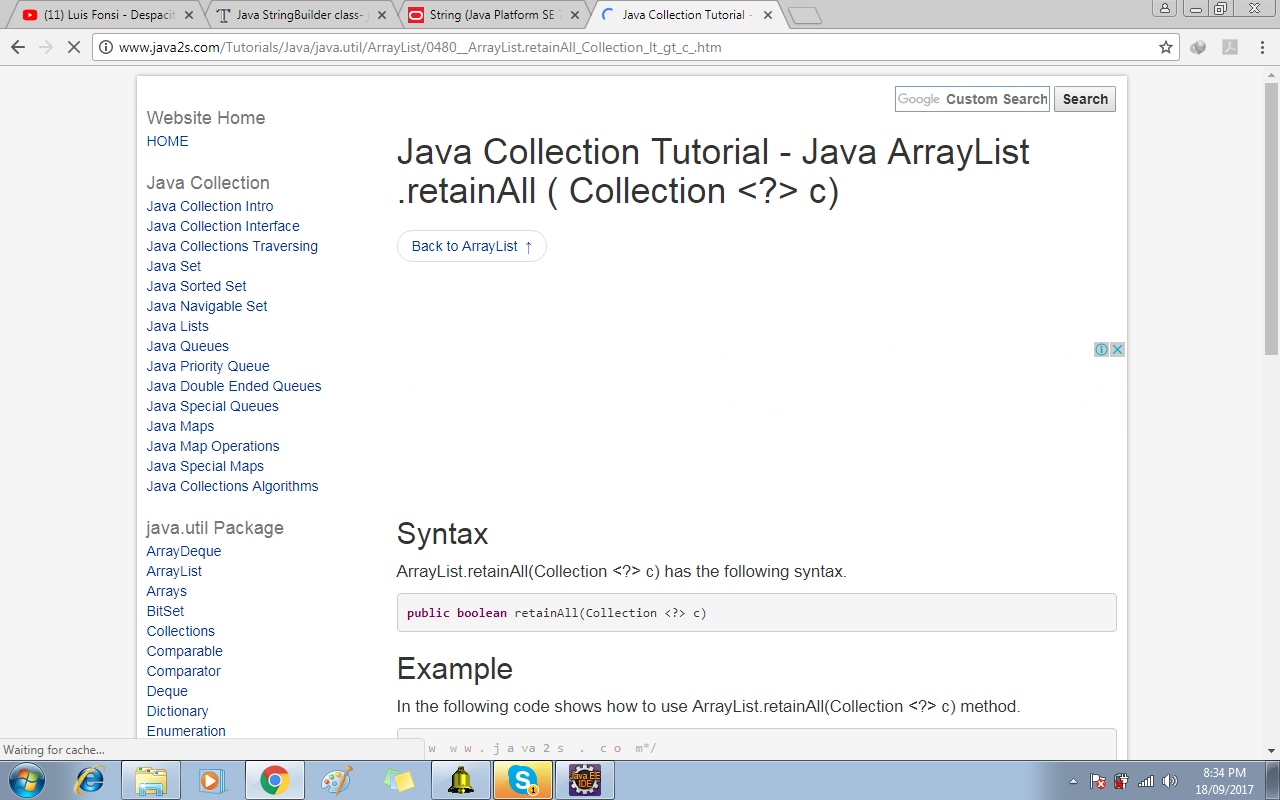 (11) Luis Fonsi - Despacit
Java StringBuilder class- J
String (Java Platform SE 7
Java Collection Tutorial -
www.java2s.com/Tutorials/Java/java.util/ArrayList/0480__ArrayList.retainAll_Collection_lt_gt_c_.htm
Google Custom Search
Search
Website Home
HOME
Java Collection
Java Collection Intro
Java Collection Interface
Java Collections Traversing
Java Set
Java Sorted Set
Java Navigable Set
Java Lists
Java Queues
Java Priority Queue
Java Double Ended Queues
Java Special Queues
Java Maps
Java Map Operations
Java Special Maps
Java Collections Algorithms
java.util Package
ArrayDeque
ArrayList
Arrays
BitSet
Collections
Comparable
Comparator
Deque
Dictionary
Enumeration
Java Collection Tutorial - Java ArrayList
.retainAll ( Collection <?> c)
Back to ArrayList ↑
Syntax
ArrayList.retainAll(Collection <?> c) has the following syntax.
public boolean retainAll(Collection <?> c)
Example
In the following code shows how to use ArrayList.retainAll(Collection <?> c) method.
w w w . j a va 2 s . c o m*/
Waiting for cache...
1
Java EE
IDE
8:34 PM
18/09/2017